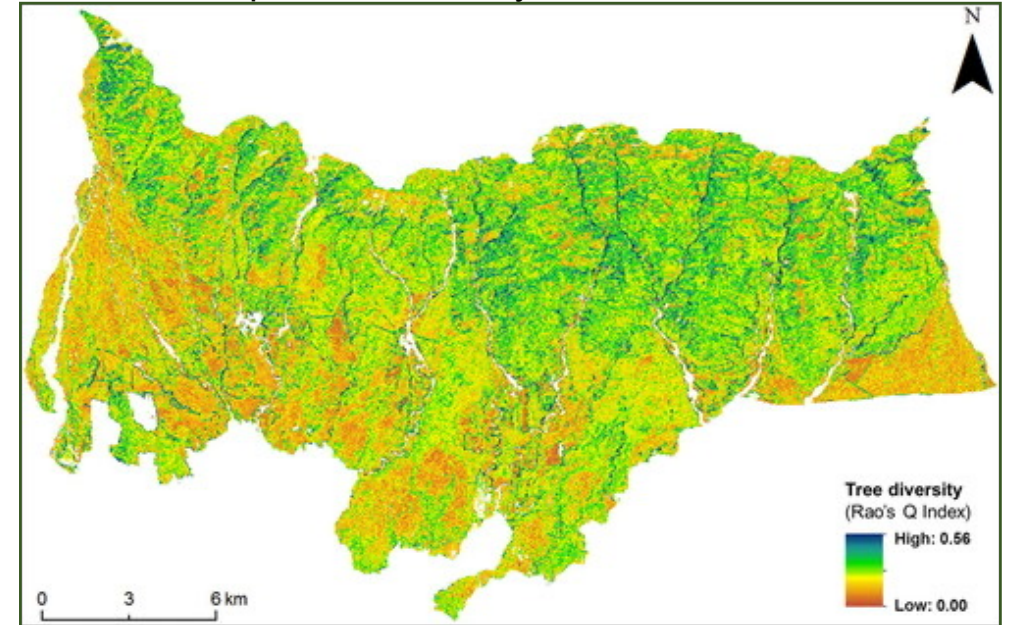 N
Tree diversity
(Rao's Q Index)
High: 0.56
Low: 0.00
0 3 6 km